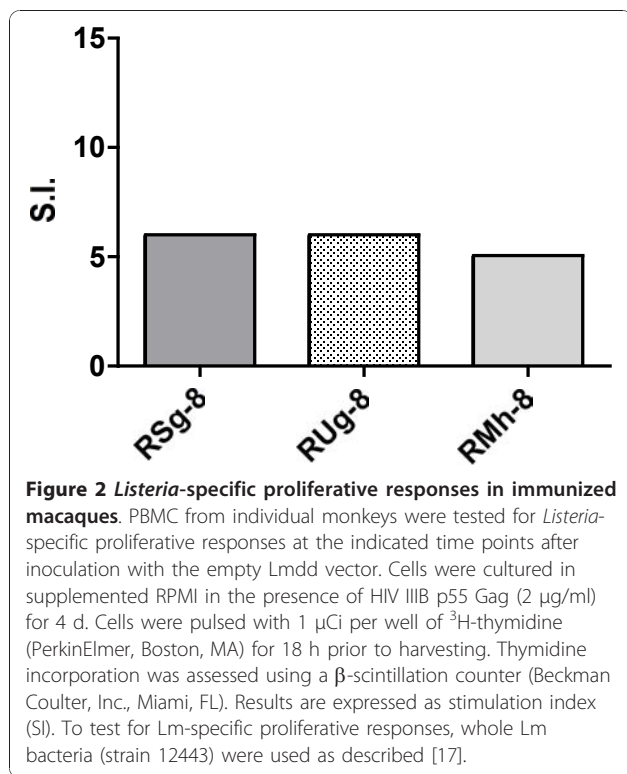 15
10
5
0
S.I.
RSg-8
RUg-8
RMh-8
Figure 2 Listeria-specific proliferative responses in immunized
macaques. PBMC from individual monkeys were tested for Listeria-
specific proliferative responses at the indicated time points after
inoculation with the empty Lmdd vector. Cells were cultured in
supplemented RPMI in the presence of HIV IIIB p55 Gag (2 μg/ml)
for 4 d. Cells were pulsed with 1 μCi per well of ³H-thymidine
(PerkinElmer, Boston, MA) for 18 h prior to harvesting. Thymidine
incorporation was assessed using a β-scintillation counter (Beckman
Coulter, Inc., Miami, FL). Results are expressed as stimulation index
(SI). To test for Lm-specific proliferative responses, whole Lm
bacteria (strain 12443) were used as described [17].